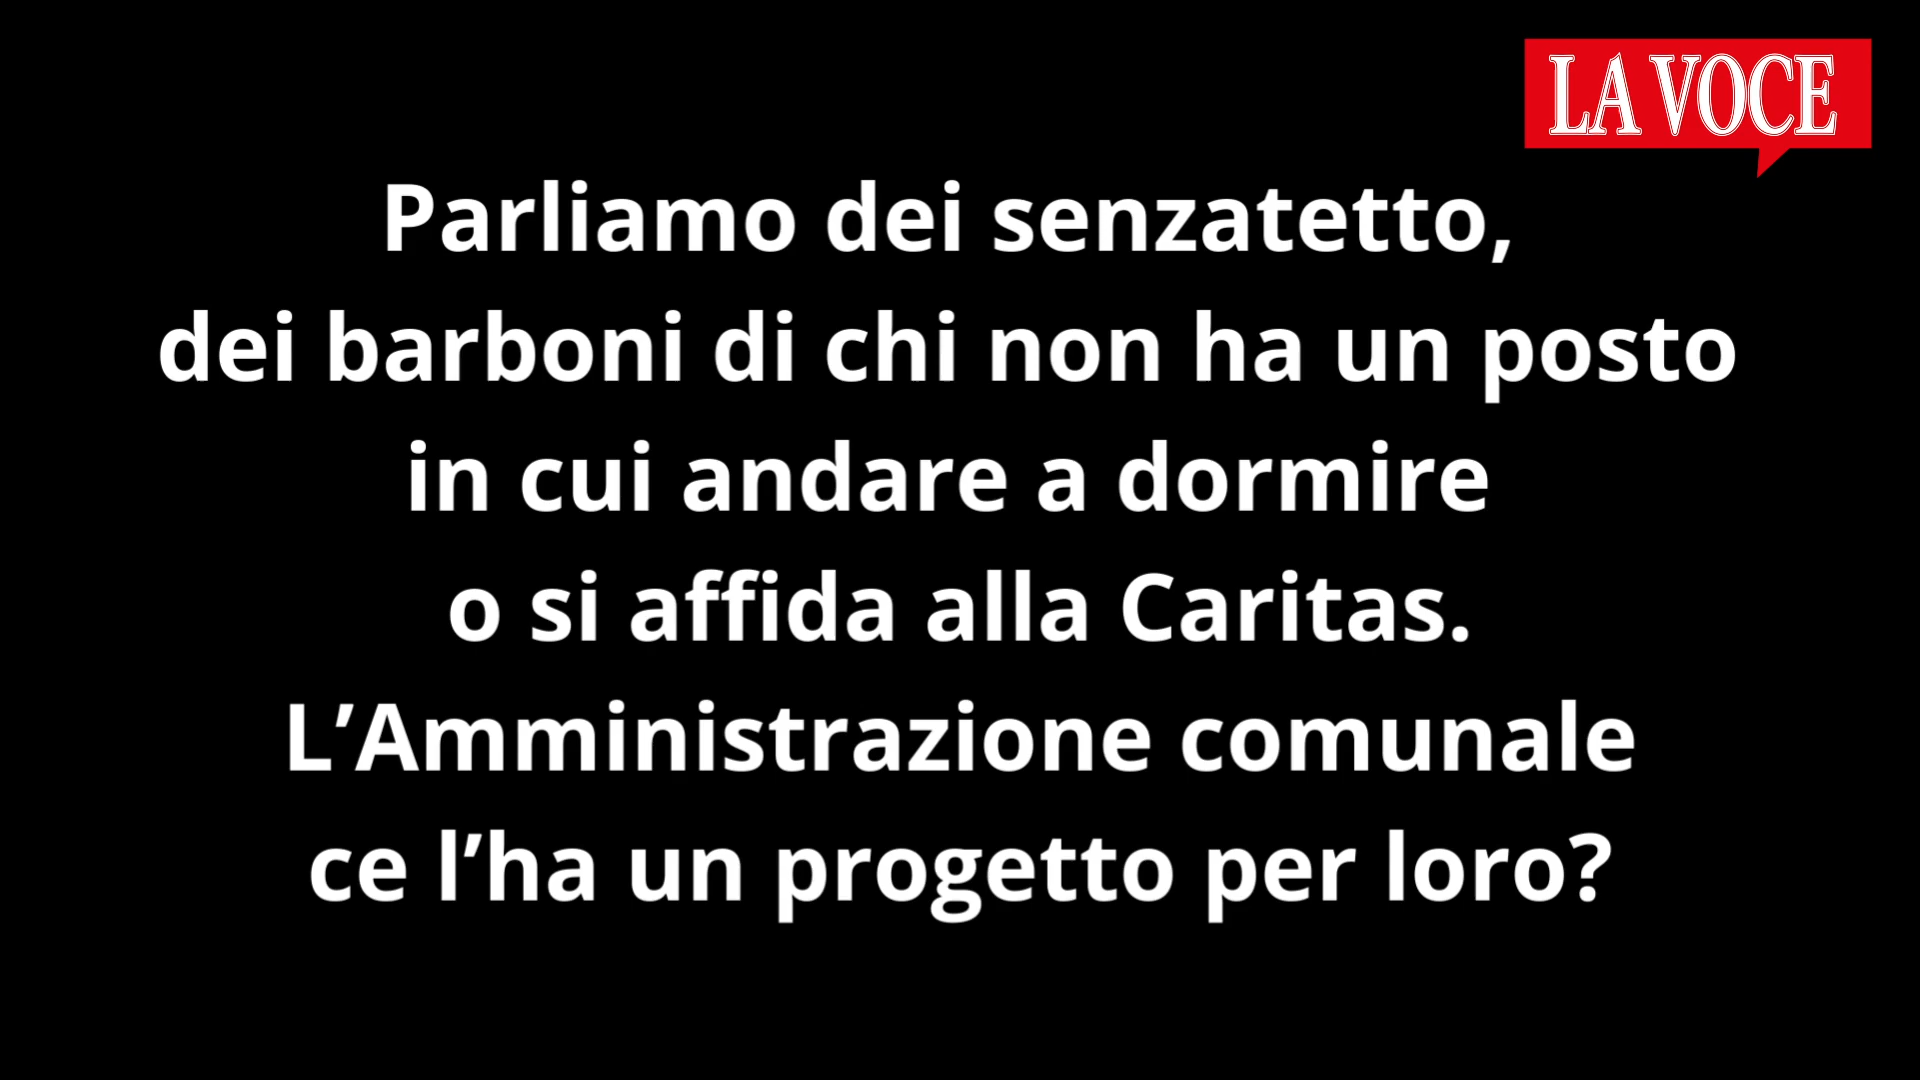 LA VOCE
Parliamo dei senzatetto,
dei barboni di chi non ha un posto
in cui andare a dormire
o si affida alla Caritas.
L’Amministrazione comunale
ce l’ha un progetto per loro?